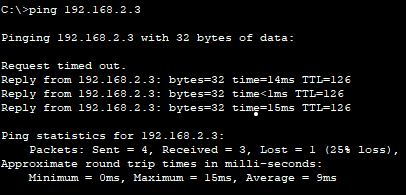 C:\>ping 192.168.2.3
Pinging 192.168.2.3 with 32 bytes of data:
Request timed out.
Reply from 192.168.2.3: bytes=32 time=14ms TTL=126
Reply from 192.168.2.3: bytes=32 time<1ms TTL=126
Reply from 192.168.2.3: bytes=32 time=15ms TTL=126
Ping statistics for 192.168.2.3:
Packets: Sent = 4, Received = 3, Lost = 1 (25% loss),
Approximate round trip times in milli-seconds:
Minimum = 0ms, Maximum = 15ms, Average = 9ms